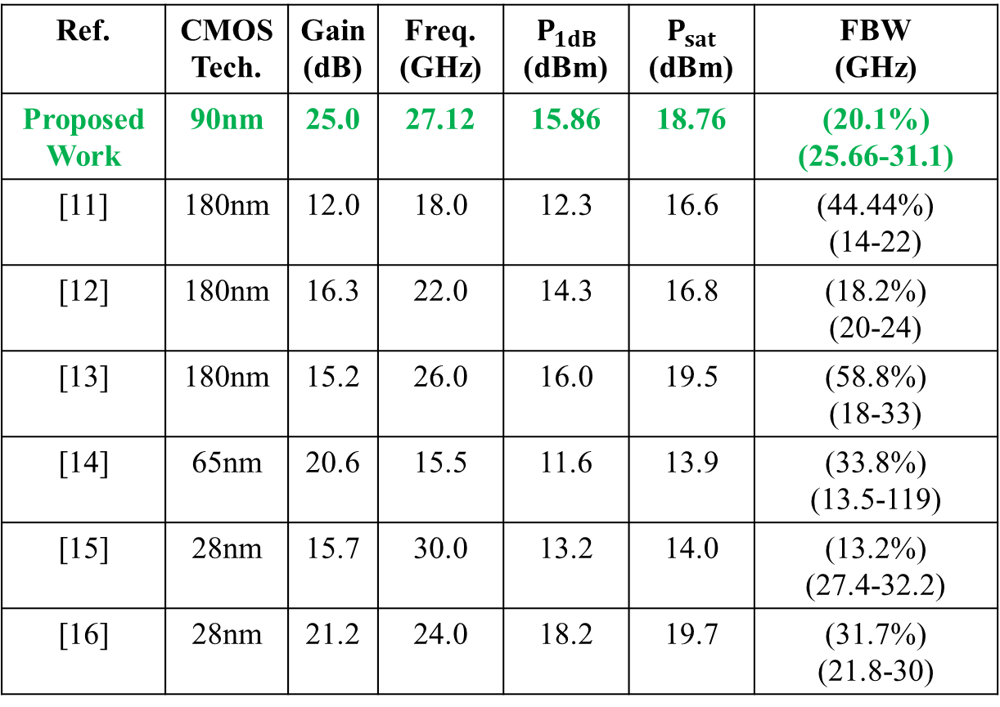 Ref. CMOS Gain Freq. P1dB Psat FBW
Tech. (dB) (GHz) (dBm) (dBm) (GHz)
Proposed 90nm 25.0 27.12 15.86 18.76 (20.1%)
Work (25.66-31.1)
[11] 180nm 12.0 18.0 12.3 16.6 (44.44%)
(14-22)
[12] 180nm 16.3 22.0 14.3 16.8 (18.2%)
(20-24)
[13] 180nm 15.2 26.0 16.0 19.5 (58.8%)
(18-33)
[14] 65nm 20.6 15.5 11.6 13.9 (33.8%)
(13.5-119)
[15] 28nm 15.7 30.0 13.2 14.0 (13.2%)
(27.4-32.2)
[16] 28nm 21.2 24.0 18.2 19.7 (31.7%)
(21.8-30)